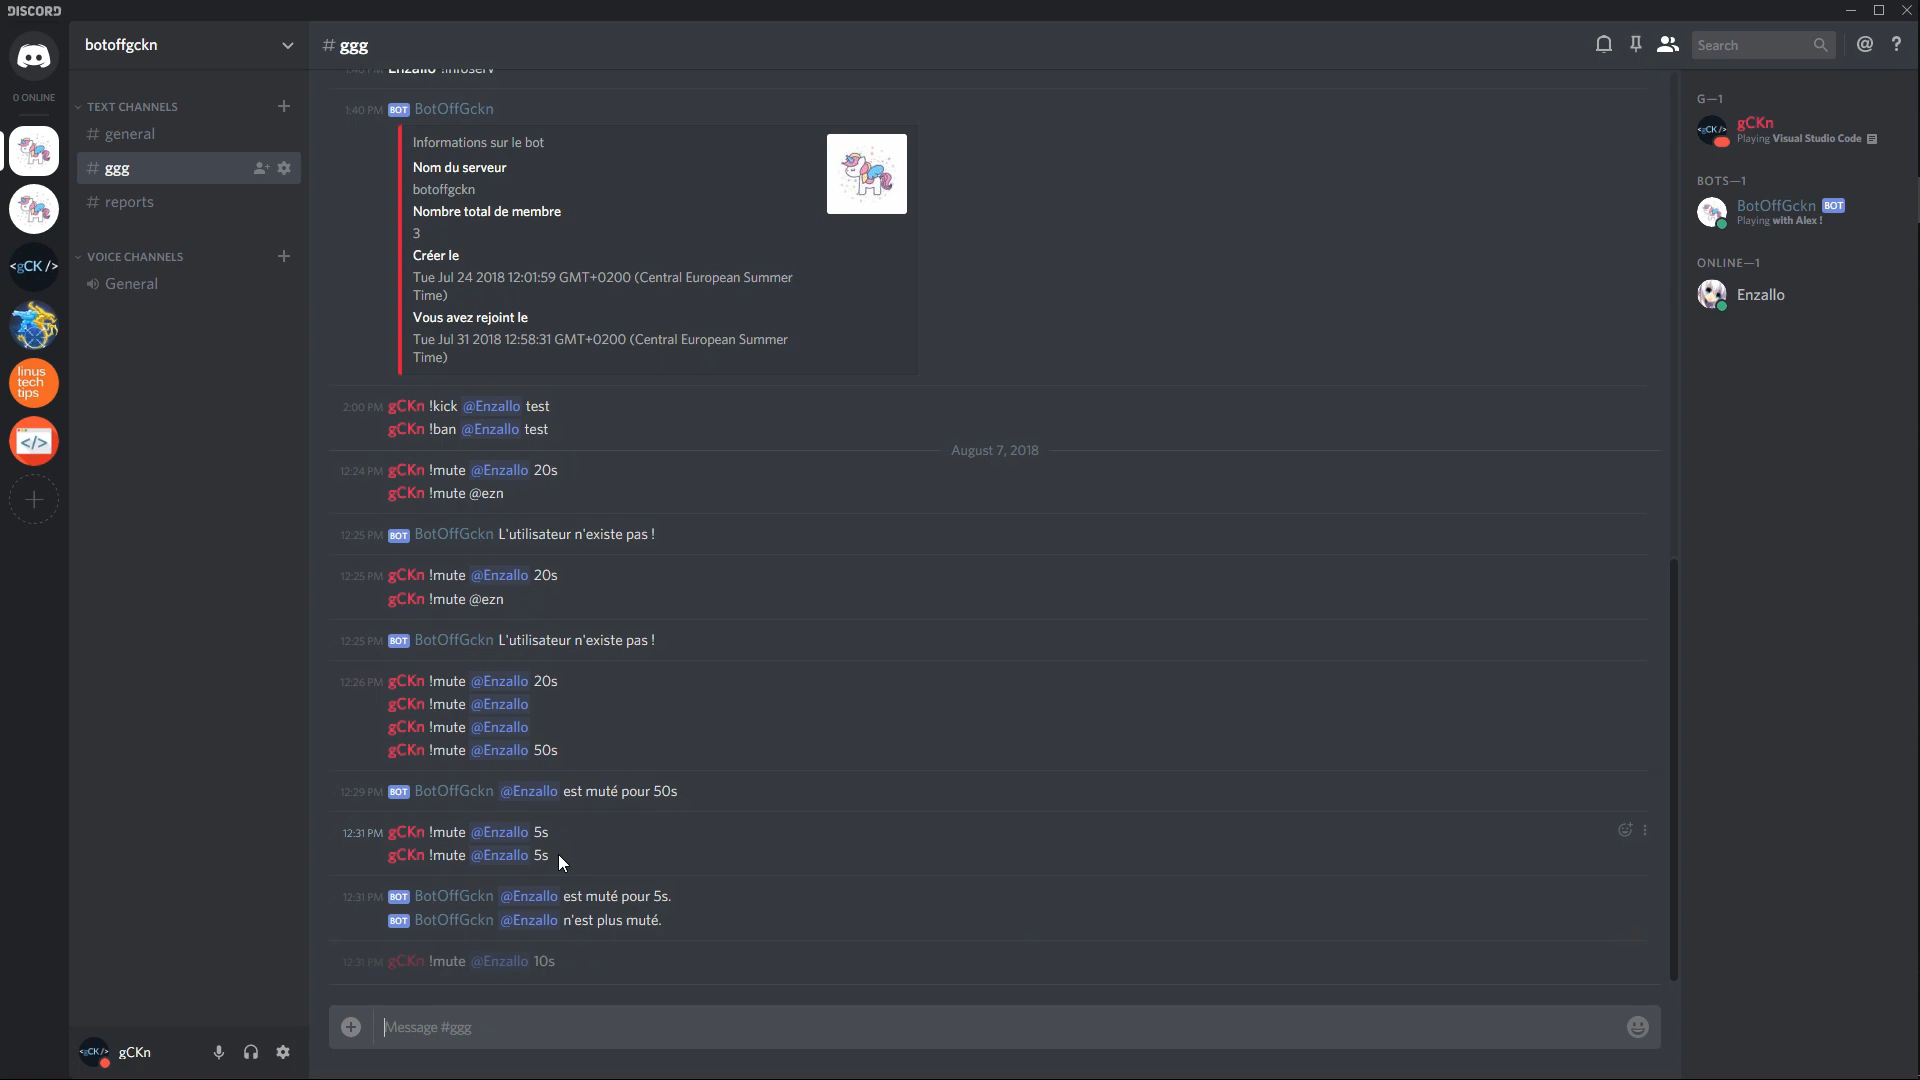 DISCORD
botoffgckn
# ggg
Search
@ ?
0 ONLINE
TEXT CHANNELS
# general
# ggg
# reports
VOICE CHANNELS
General
<gCK />
linus
tech
tips
</>
Enzallo !infoserv
1:40 PM BOT BotOffGckn
Informations sur le bot
Nom du serveur
botoffgckn
Nombre total de membre
3
Créer le
Tue Jul 24 2018 12:01:59 GMT+0200 (Central European Summer
Time)
Vous avez rejoint le
Tue Jul 31 2018 12:58:31 GMT+0200 (Central European Summer
Time)
2:00 PM gCKn !kick @Enzallo test
gCKn !ban @Enzallo test
August 7, 2018
12:24 PM gCKn !mute @Enzallo 20s
gCKn !mute @ezn
12:25 PM BOT BotOffGckn L'utilisateur n'existe pas !
12:25 PM gCKn !mute @Enzallo 20s
gCKn !mute @ezn
12:25 PM BOT BotOffGckn L'utilisateur n'existe pas !
12:26 PM gCKn !mute @Enzallo 20s
gCKn !mute @Enzallo
gCKn !mute @Enzallo
gCKn !mute @Enzallo 50s
12:29 PM BOT BotOffGckn @Enzallo est muté pour 50s
12:31 PM gCKn !mute @Enzallo 5s
gCKn !mute @Enzallo 5s
12:31 PM BOT BotOffGckn @Enzallo est muté pour 5s.
BOT BotOffGckn @Enzallo n'est plus muté.
12:31 PM gCKn !mute @Enzallo 10s
Message #ggg
G—1
<gCK /> gCKn
Playing Visual Studio Code
BOTS—1
BotOffGckn BOT
Playing with Alex !
ONLINE—1
Enzallo
<gCK /> gCKn